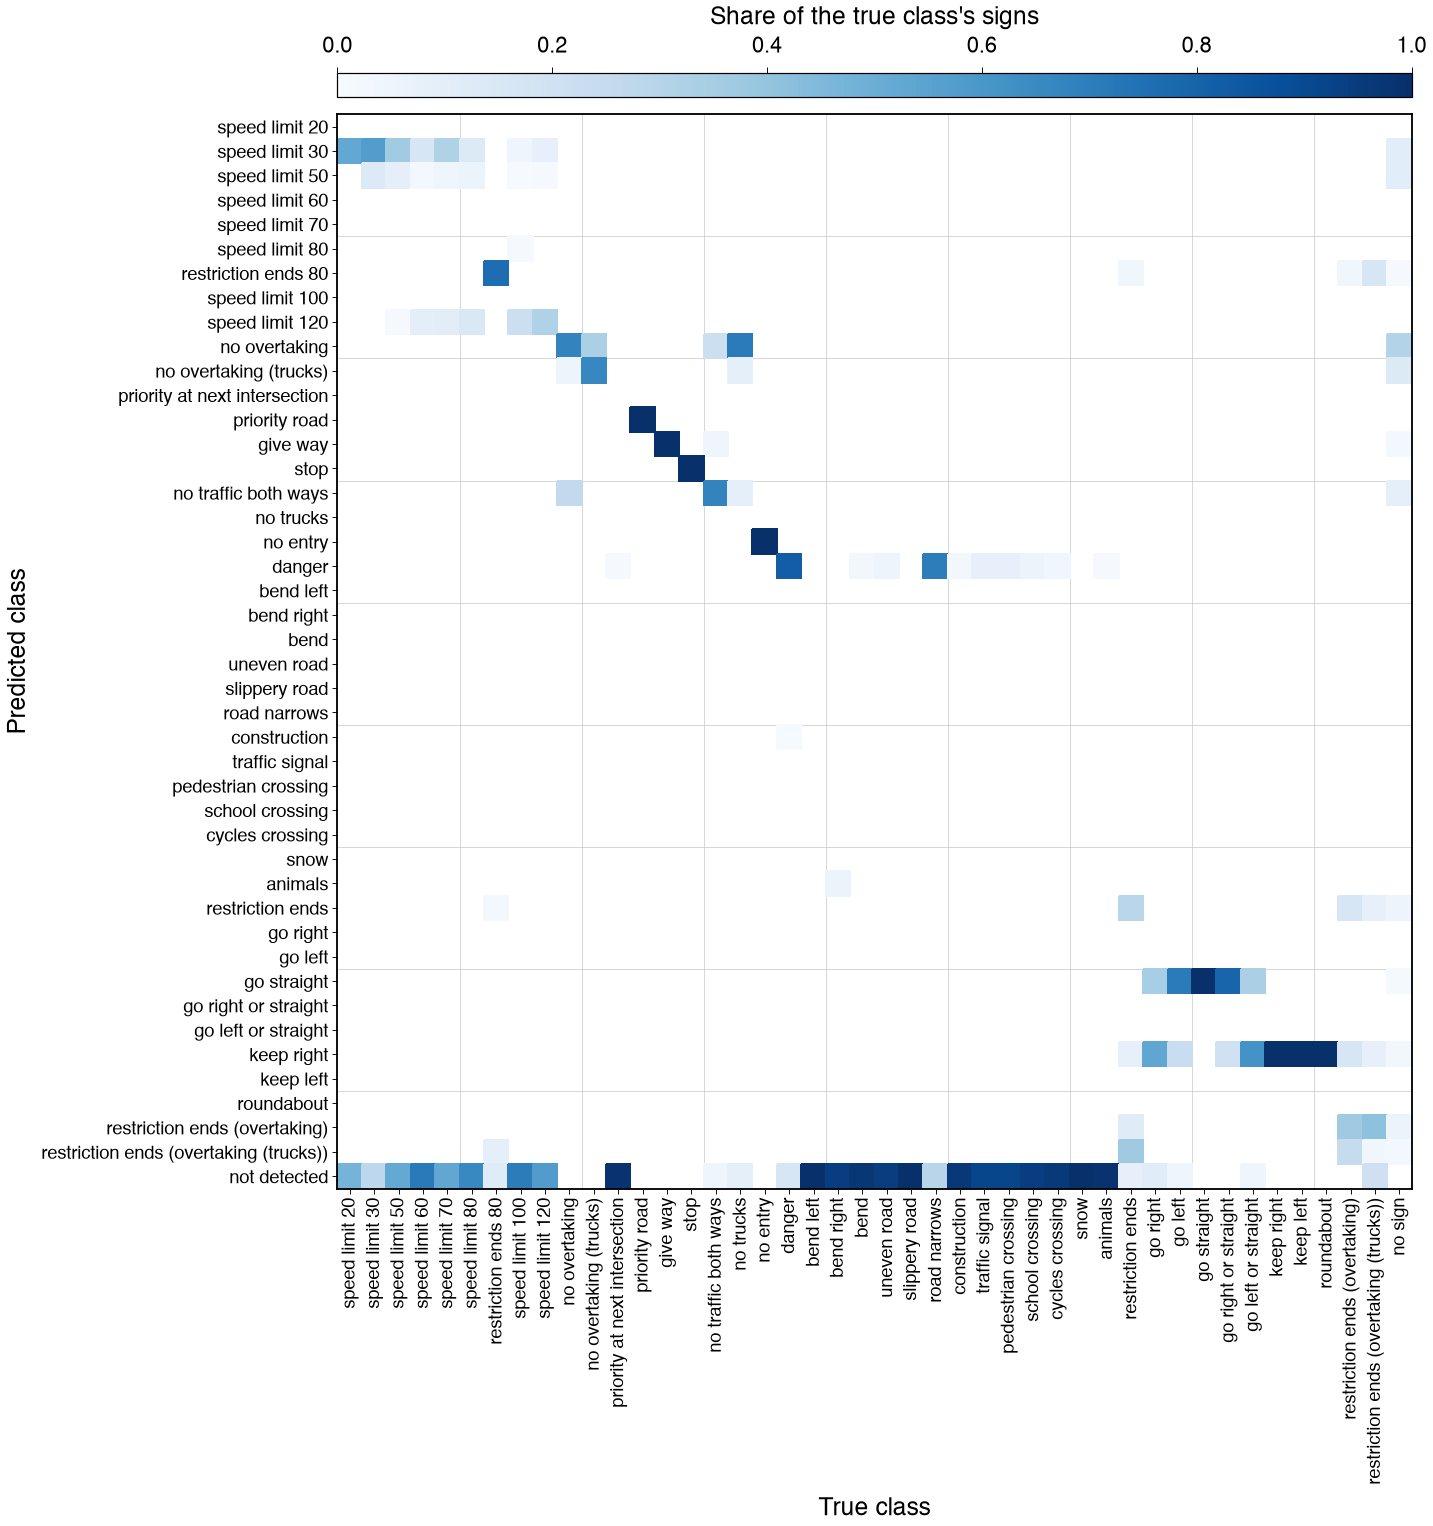 Share of the true class's signs
0.0 0.2 0.4 0.6 0.8 1.0
speed limit 20
speed limit 30
speed limit 50
speed limit 60
speed limit 70
speed limit 80
restriction ends 80
speed limit 100
speed limit 120
no overtaking
no overtaking (trucks)
priority at next intersection
priority road
give way
stop
no traffic both ways
no trucks
no entry
danger
bend left
bend right
bend
uneven road
slippery road
road narrows
construction
traffic signal
pedestrian crossing
school crossing
cycles crossing
snow
animals
restriction ends
go right
go left
go straight
go right or straight
go left or straight
keep right
keep left
roundabout
restriction ends (overtaking)
restriction ends (overtaking (trucks))
not detected
Predicted class
speed limit 20
speed limit 30
speed limit 50
speed limit 60
speed limit 70
speed limit 80
restriction ends 80
speed limit 100
speed limit 120
no overtaking
no overtaking (trucks)
priority at next intersection
priority road
give way
stop
no traffic both ways
no trucks
no entry
danger
bend left
bend right
bend
uneven road
slippery road
road narrows
construction
traffic signal
pedestrian crossing
school crossing
cycles crossing
snow
animals
restriction ends
go right
go left
go straight
go right or straight
go left or straight
keep right
keep left
roundabout
restriction ends (overtaking)
restriction ends (overtaking (trucks))
no sign
True class